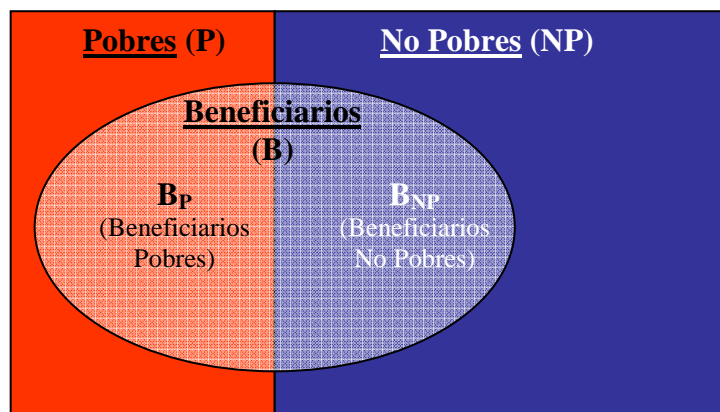 Pobres (P)
No Pobres (NP)
Beneficiarios
(B)
BP
(Beneficiarios
Pobres)
BNP
(Beneficiarios
No Pobres)